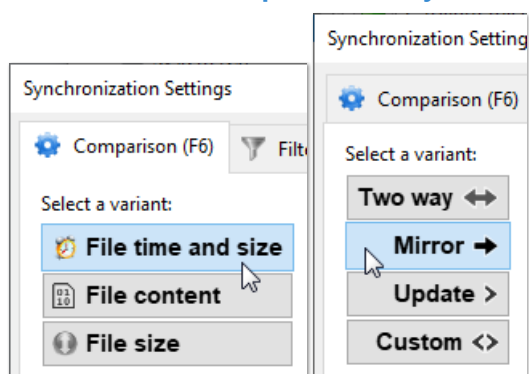 Synchronization Settings
Comparison (F6)
Select a variant:
File time and size
File content
File size
Synchronization Setting
Comparison (F6)
Select a variant:
Two way
Mirror
Update >
Custom <>